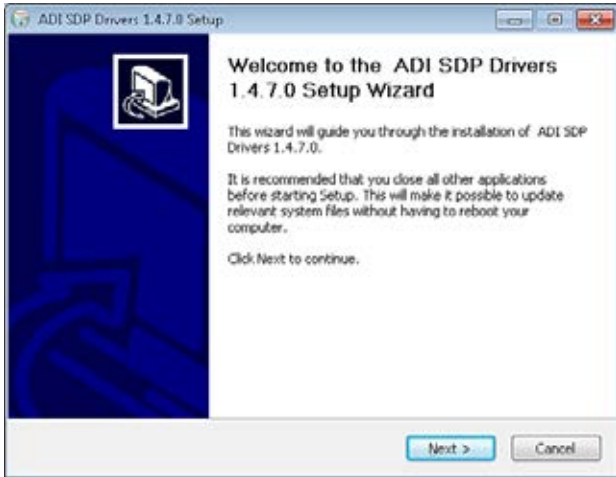 ADI SDP Drivers 1.4.7.0 Setup
Welcome to the ADI SDP Drivers
1.4.7.0 Setup Wizard
This wizard will guide you through the installation of ADI SDP
Drivers 1.4.7.0.
It is recommended that you close all other applications
before starting Setup. This will make it possible to update
relevant system files without having to reboot your
computer.
Click Next to continue.
Next >
Cancel